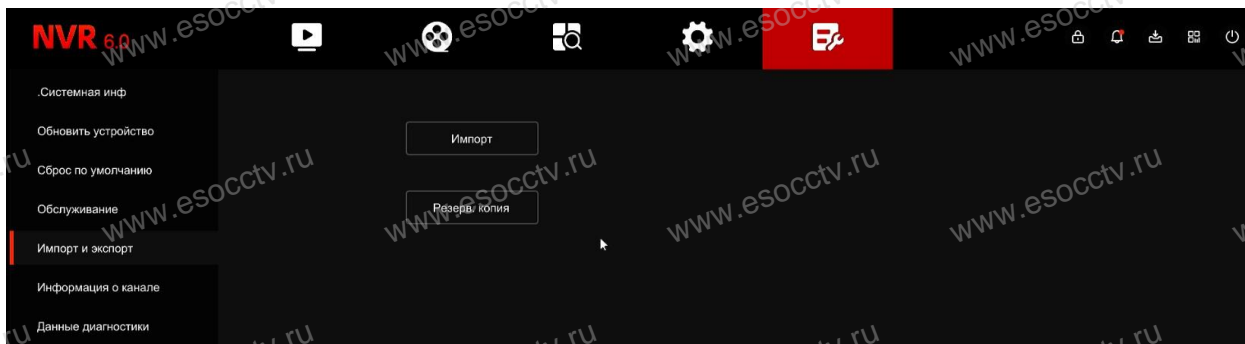 NVR 6.0
.Системная инф
Обновить устройство
Сброс по умолчанию
Обслуживание
Импорт и экспорт
Информация о канале
Данные диагностики
Импорт
Резерв. копия
www.esocctv.ru